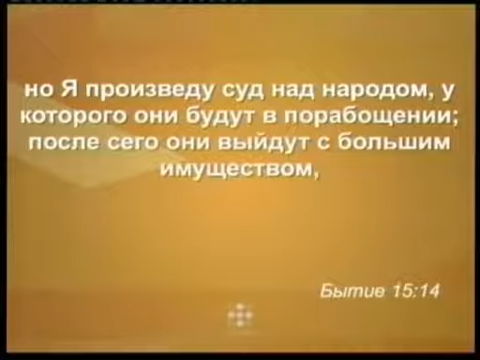 но Я произведу суд над народом, у
которого они будут в порабощении;
после сего они выйдут с большим
имуществом,
Бытие 15:14